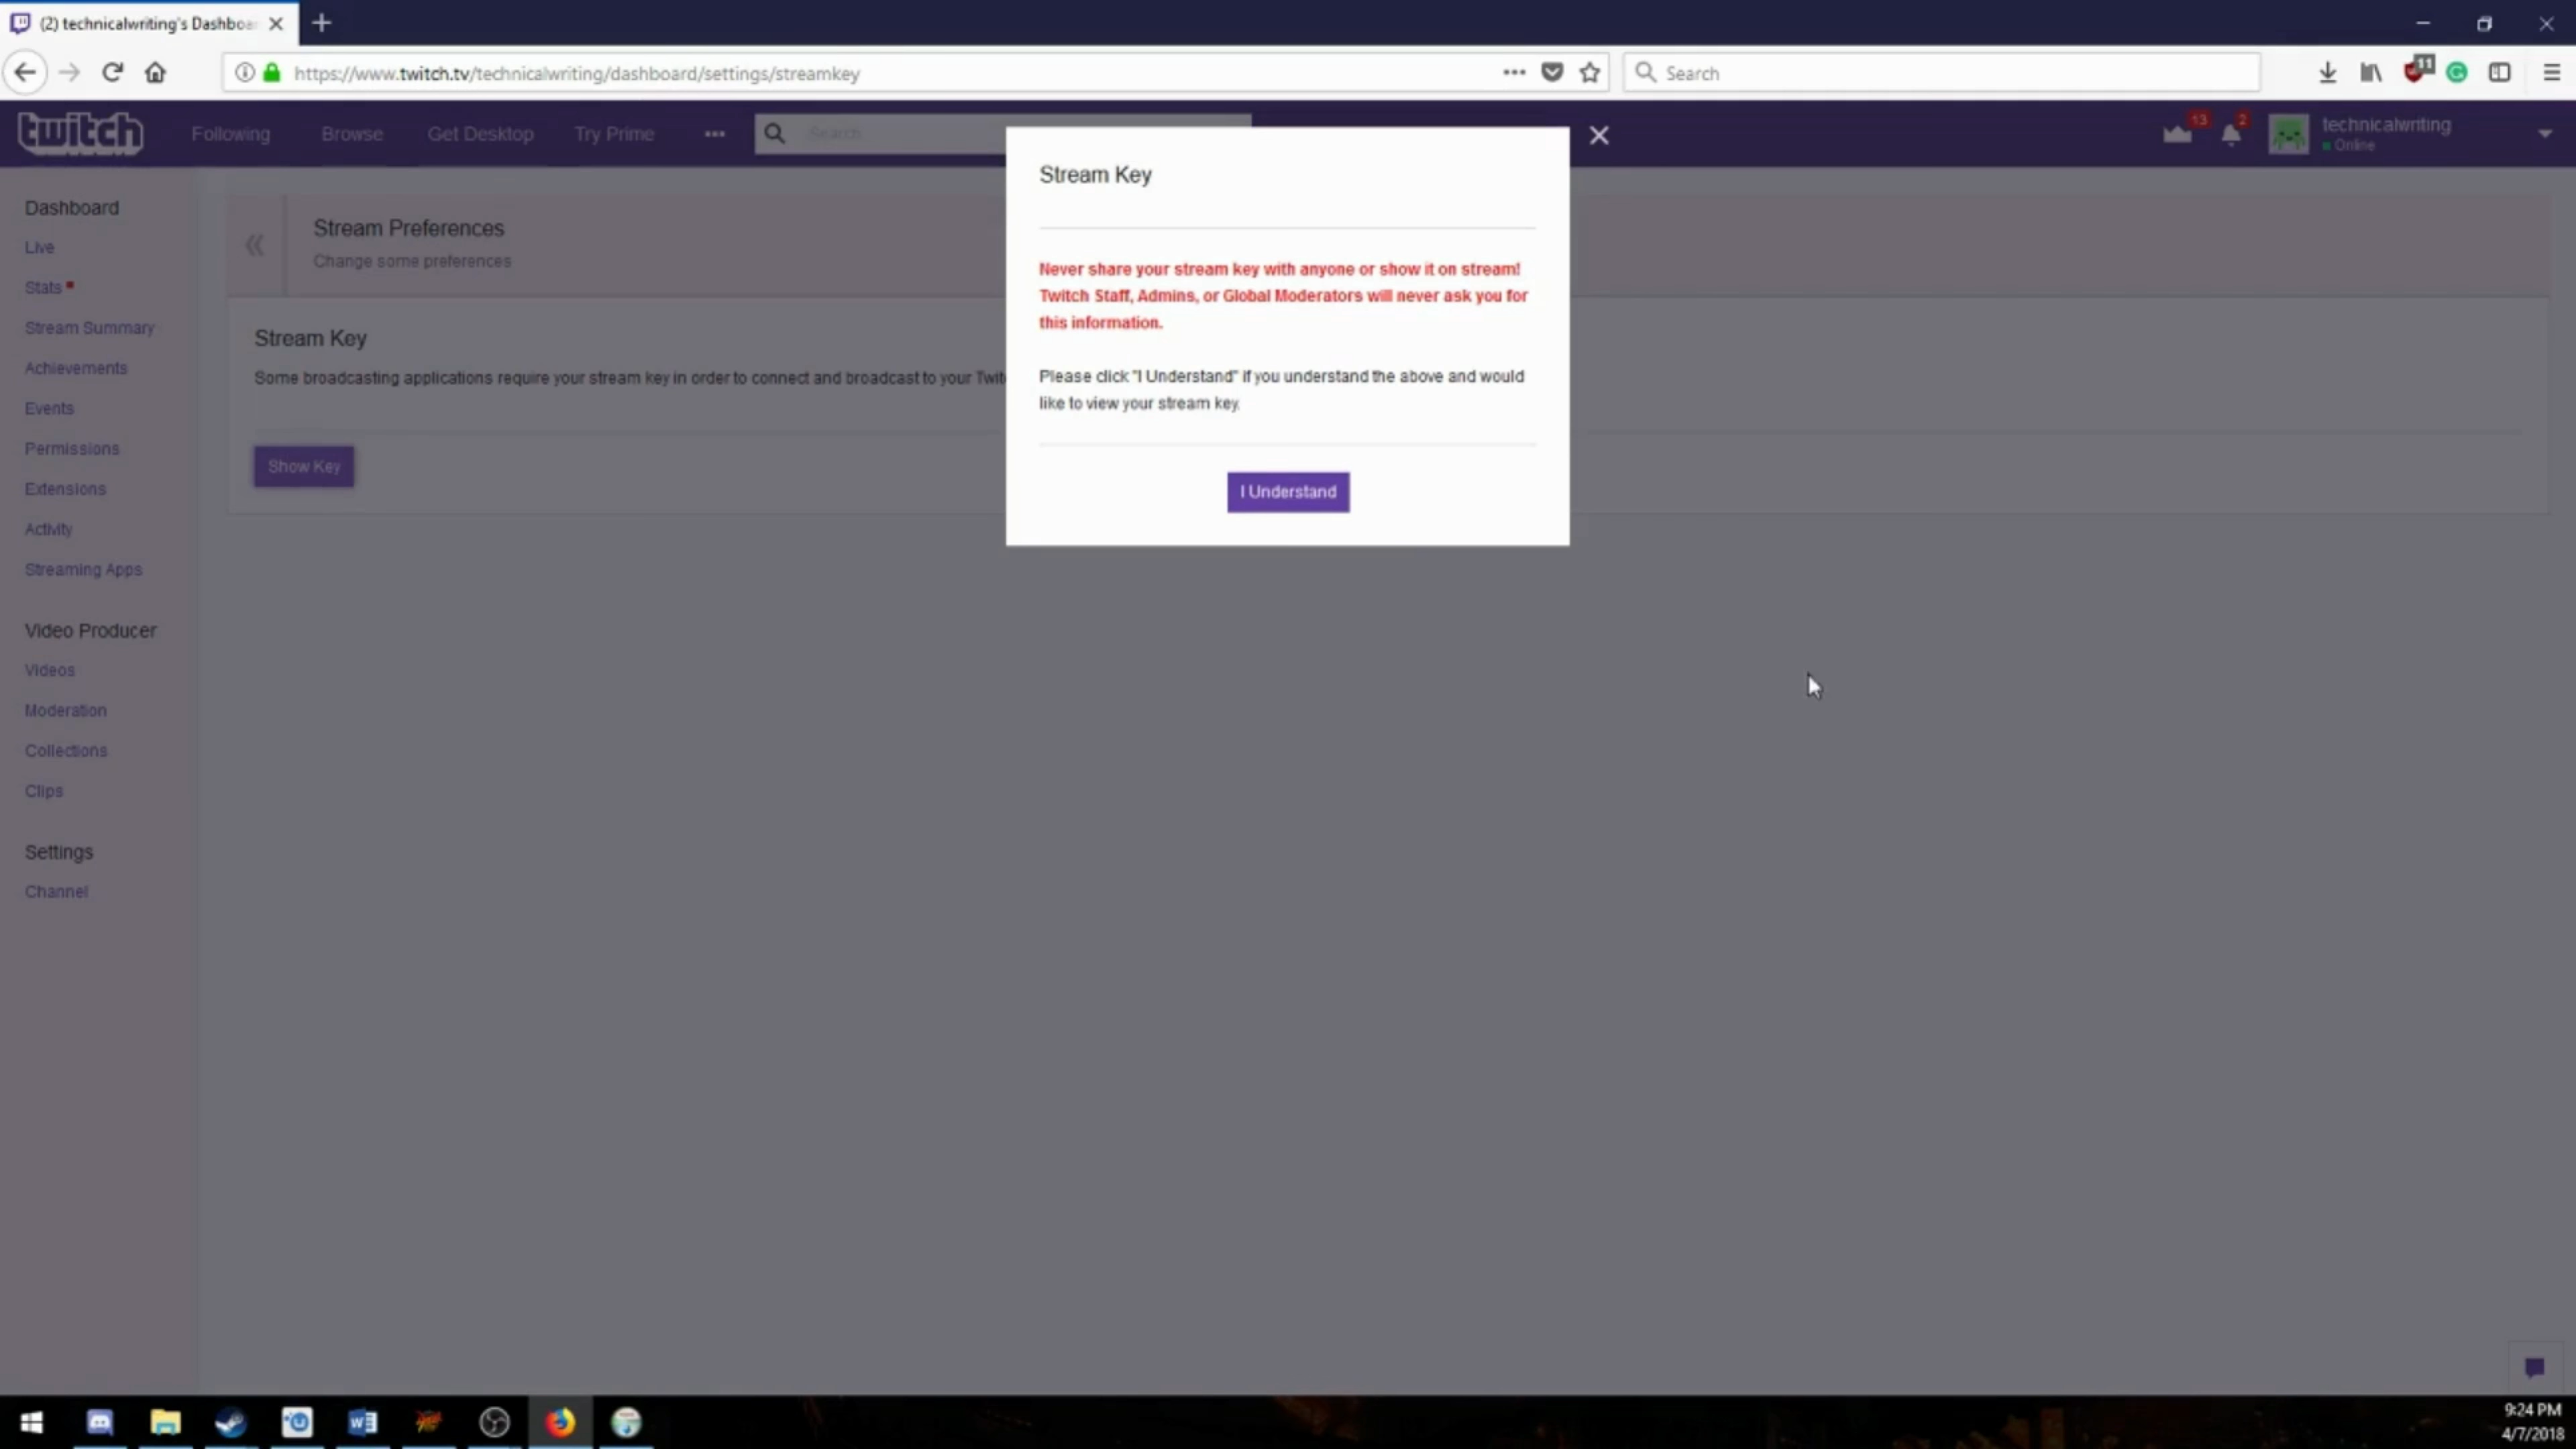 (2) technicalwriting's Dashboa
https://www.twitch.tv/technicalwriting/dashboard/settings/streamkey
Search
11
twitch
Following
Browse
Get Desktop
Try Prime
Search
13
2
technicalwriting
Online
Dashboard
Live
Stats
Stream Summary
Achievements
Events
Permissions
Extensions
Activity
Streaming Apps
Video Producer
Videos
Moderation
Collections
Clips
Settings
Channel
Stream Preferences
Change some preferences
Stream Key
Some broadcasting applications require your stream key in order to connect and broadcast to your Twit
Show Key
Stream Key
Never share your stream key with anyone or show it on stream!
Twitch Staff, Admins, or Global Moderators will never ask you for
this information.
Please click "I Understand" if you understand the above and would
like to view your stream key.
I Understand
9:24 PM
4/7/2018